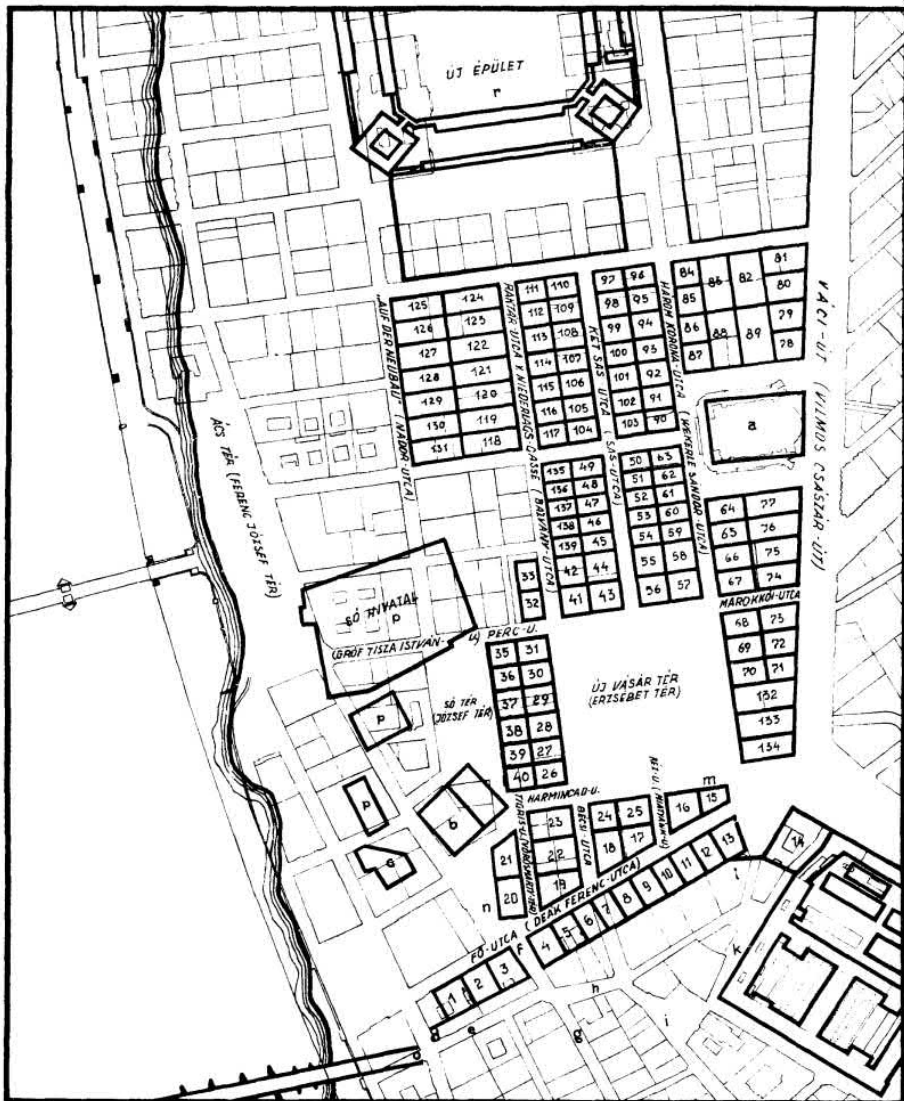 ÚJ ÉPÜLET
r
"AUF DER NEUBAU" (NÁDOR-UTCA)
125 124
126 123
127 122
128 121
129 120
130 119
131 118
RAKTÁR-UTCA V. NIEDERLAGS-GASSE (BÁLVÁNY-UTCA)
111 110
112 109
113 108
114 107
115 106
116 105
117 104
135 49
136 48
137 47
138 46
139 45
42 44
41 43
KÉT SAS-UTCA (SAS-UTCA)
97 96
98 95
99 94
100 93
101 92
102 91
103 90
50 63
51 62
52 61
53 60
54 59
55 58
56 57
HÁROM KORONA-UTCA (WEKERLE SÁNDOR-UTCA)
84 82 81
85 80
86 88 89 79
87 78
a
64 77
65 76
66 75
67 74
MAROKKÓI-UTCA
68 73
69 72
70 71
132
133
134
VÁCI-ÚT (VILMOS CSÁSZÁR-ÚT)
ÁCS TÉR (FERENC JÓZSEF TÉR)
SÓ HIVATAL
p
(GRÓF TISZA ISTVÁN-U) PERC-U.
33
32
35 31
36 30
37 29
38 28
39 27
40 26
SÓ TÉR
(JÓZSEF TÉR)
ÚJ VÁSÁR TÉR
(ERZSÉBET TÉR)
p
p
b
HARMINCAD-U.
BÉCSI-UTCA
21
20
n
23
22
19
24 25
18 17
16 15
m
14
FŐ-UTCA (DEÁK FERENC-UTCA)
1 2 3 f 4 5 6 7 8 9 10 11 12 13
e
g
h
i
k